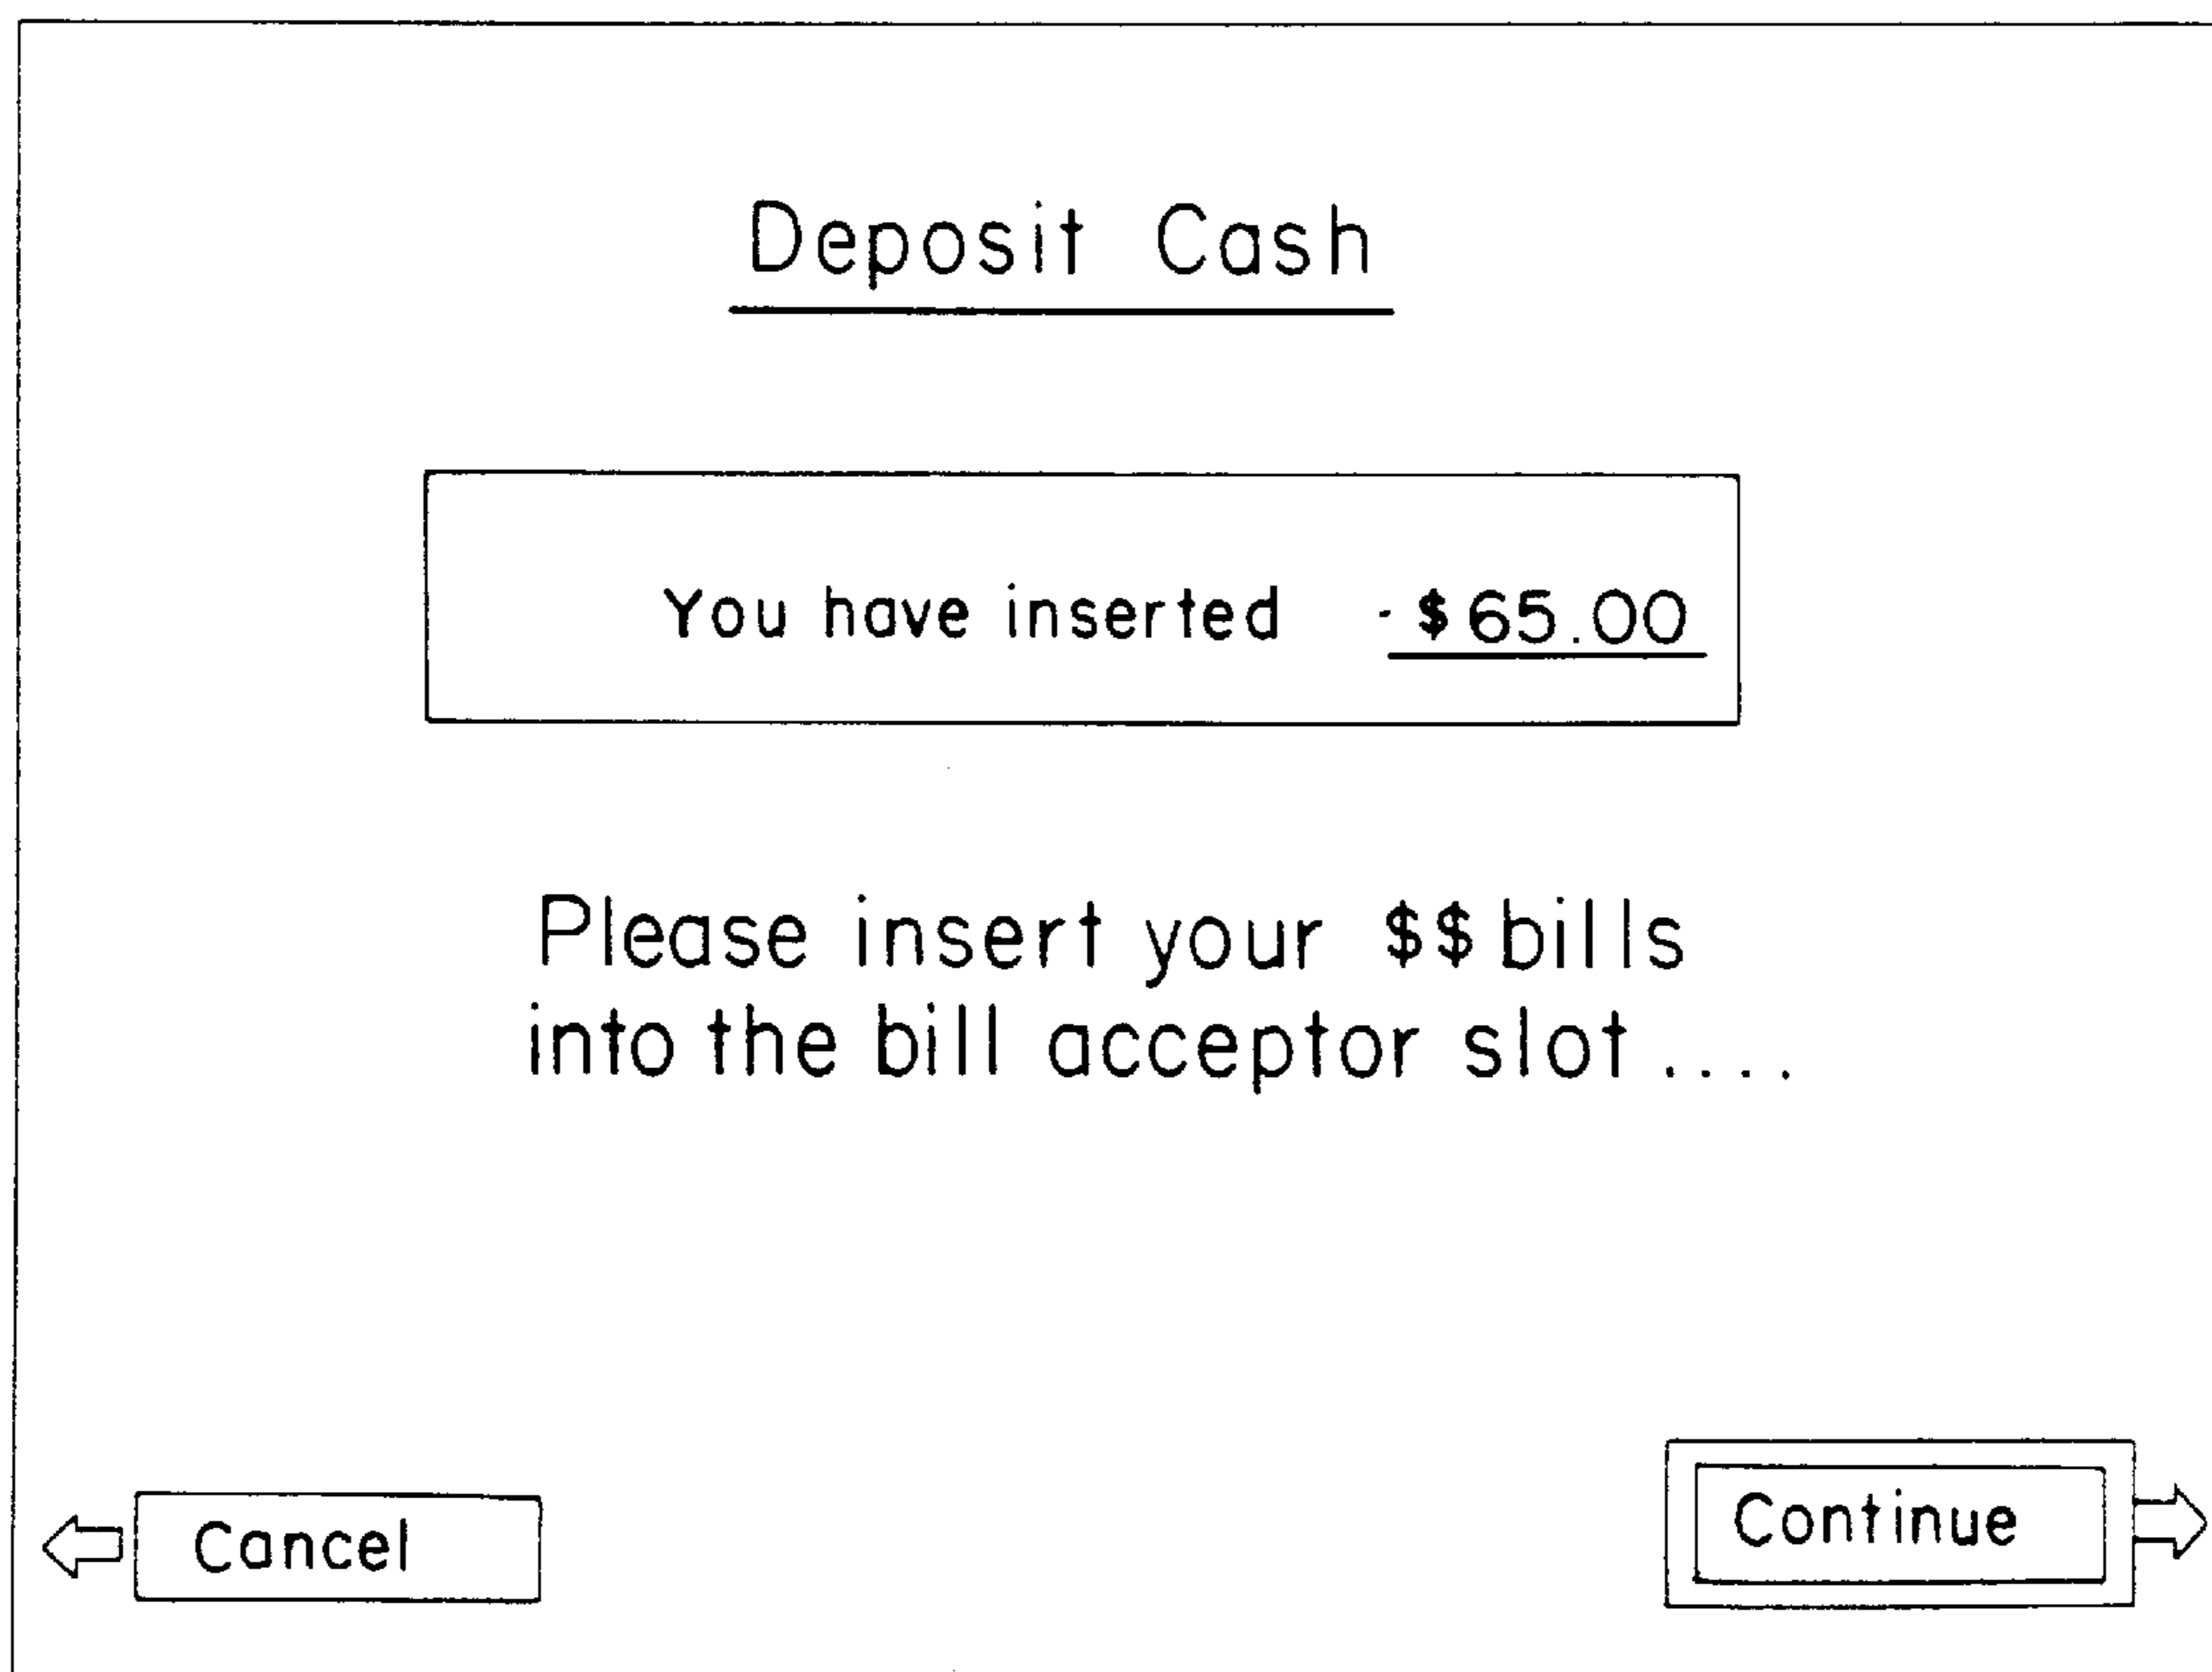 Deposit Cash
You have inserted $65.00
Please insert your $$ bills
into the bill acceptor slot ....
Cancel
Continue